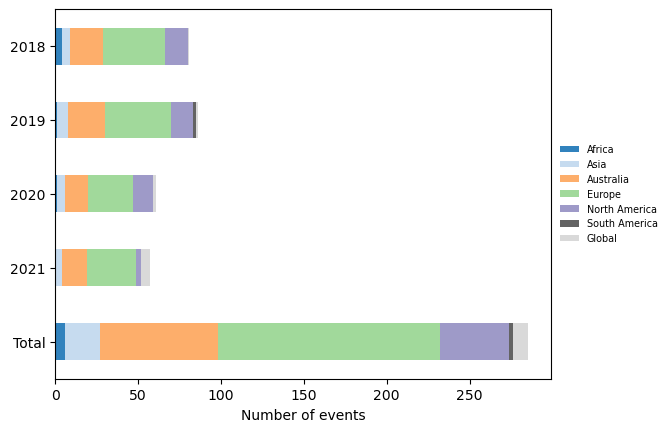 2018
2019
2020
2021
Total
0
50
100
150
200
250
Number of events
Africa
Asia
Australia
Europe
North America
South America
Global